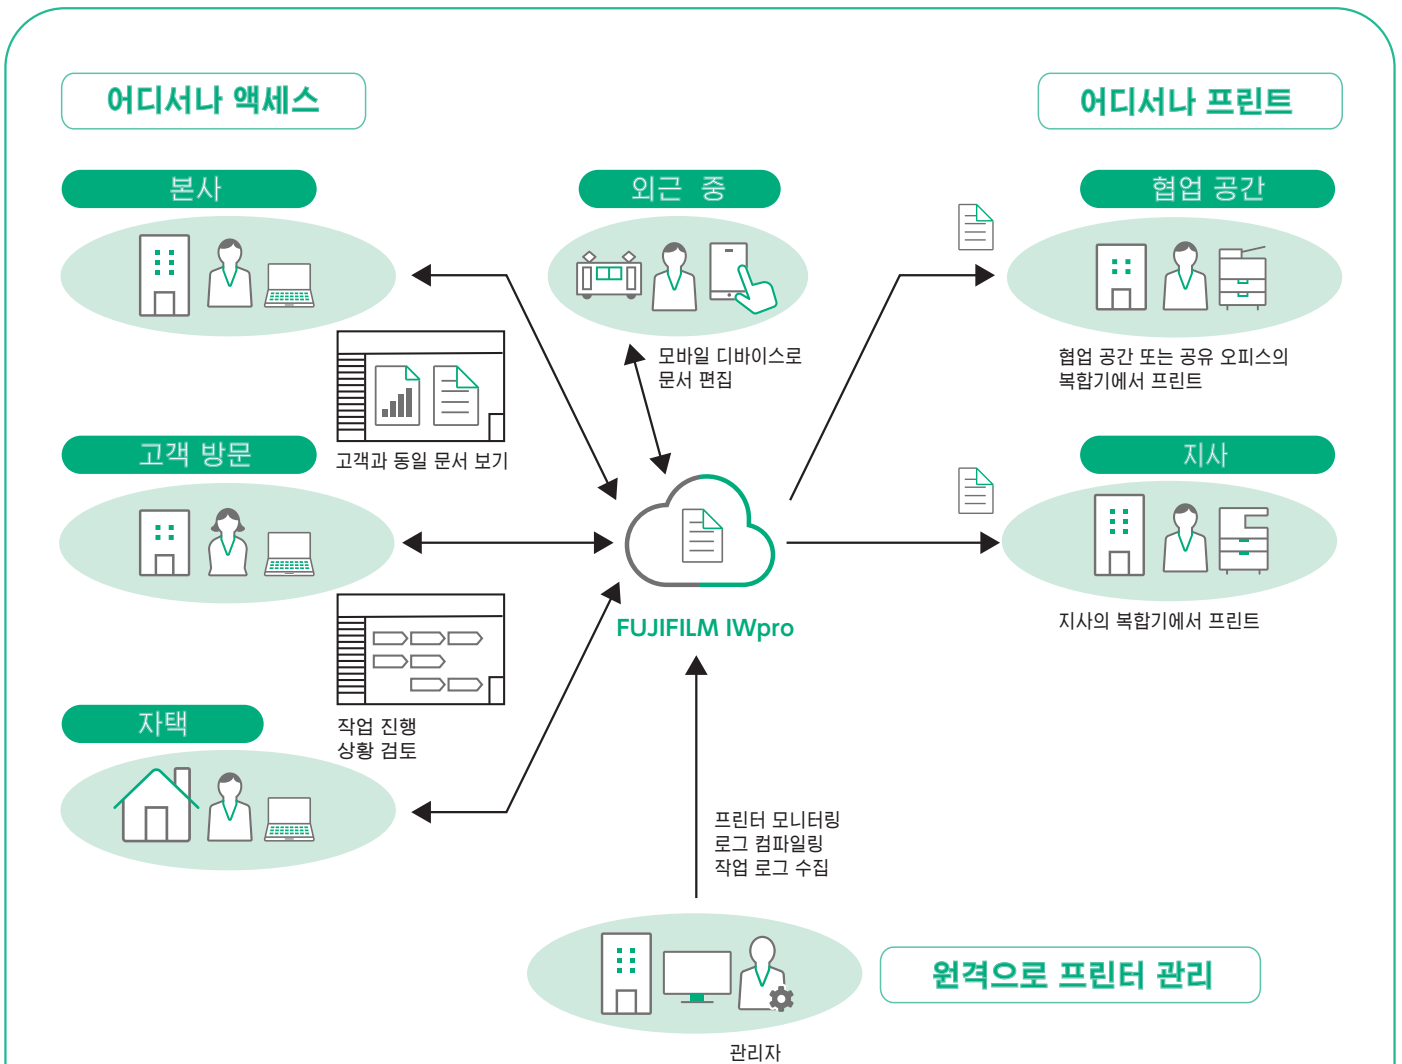 어디서나 액세스
어디서나 프린트
본사
외근 중
협업 공간
모바일 디바이스로
문서 편집
협업 공간 또는 공유 오피스의
복합기에서 프린트
고객 방문
고객과 동일 문서 보기
지사
FUJIFILM IWpro
지사의 복합기에서 프린트
자택
작업 진행
상황 검토
프린터 모니터링
로그 컴파일링
작업 로그 수집
원격으로 프린터 관리
관리자